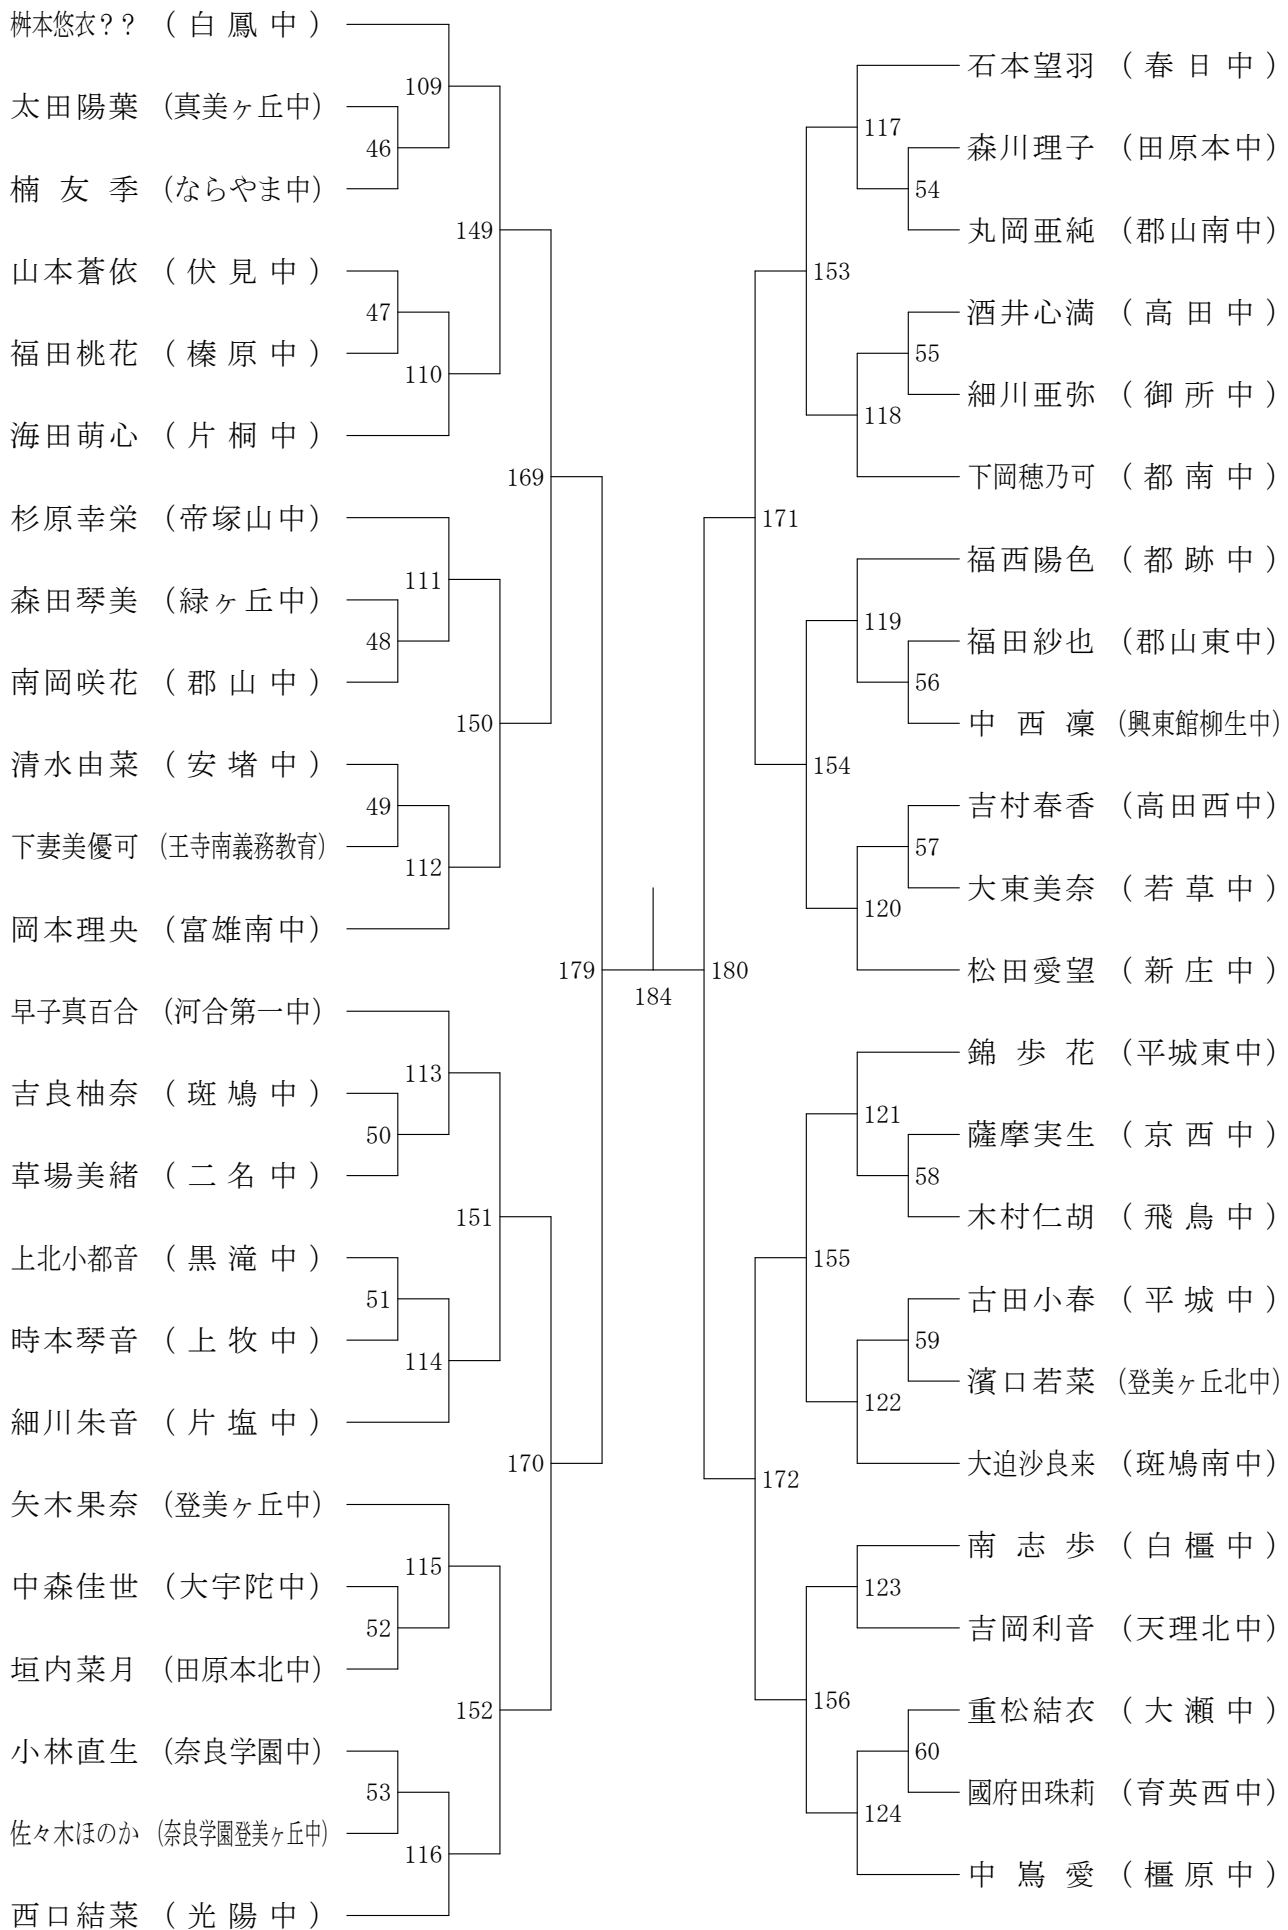 桝本悠衣？？ （ 白 鳳 中 ）
太田陽葉 （真美ヶ丘中）
楠 友 季 （ならやま中）
山本蒼依 （ 伏 見 中 ）
福田桃花 （ 榛 原 中 ）
海田萌心 （ 片 桐 中 ）
杉原幸栄 （帝塚山中）
森田琴美 （緑ヶ丘中）
南岡咲花 （ 郡 山 中 ）
清水由菜 （ 安 堵 中 ）
下妻美優可 （王寺南義務教育）
岡本理央 （富雄南中）
早子真百合 （河合第一中）
吉良柚奈 （ 斑 鳩 中 ）
草場美緒 （ 二 名 中 ）
上北小都音 （ 黒 滝 中 ）
時本琴音 （ 上 牧 中 ）
細川朱音 （ 片 塩 中 ）
矢木果奈 （登美ヶ丘中）
中森佳世 （大宇陀中）
垣内菜月 （田原本北中）
小林直生 （奈良学園中）
佐々木ほのか （奈良学園登美ヶ丘中）
西口結菜 （ 光 陽 中 ）
46
47
48
49
50
51
52
53
109
110
111
112
113
114
115
116
149
150
151
152
169
170
179
184
180
171
172
153
154
155
156
117
118
119
120
121
122
123
124
54
55
56
57
58
59
60
石本望羽 （ 春 日 中 ）
森川理子 （田原本中）
丸岡亜純 （郡山南中）
酒井心満 （ 高 田 中 ）
細川亜弥 （ 御 所 中 ）
下岡穂乃可 （ 都 南 中 ）
福西陽色 （ 都 跡 中 ）
福田紗也 （郡山東中）
中 西 凜 （興東館柳生中）
吉村春香 （高田西中）
大東美奈 （ 若 草 中 ）
松田愛望 （ 新 庄 中 ）
錦 歩 花 （平城東中）
薩摩実生 （ 京 西 中 ）
木村仁胡 （ 飛 鳥 中 ）
古田小春 （ 平 城 中 ）
濱口若菜 （登美ヶ丘北中）
大迫沙良来 （斑鳩南中）
南 志 歩 （ 白 橿 中 ）
吉岡利音 （天理北中）
重松結衣 （ 大 瀬 中 ）
國府田珠莉 （育英西中）
中 嶌 愛 （ 橿 原 中 ）